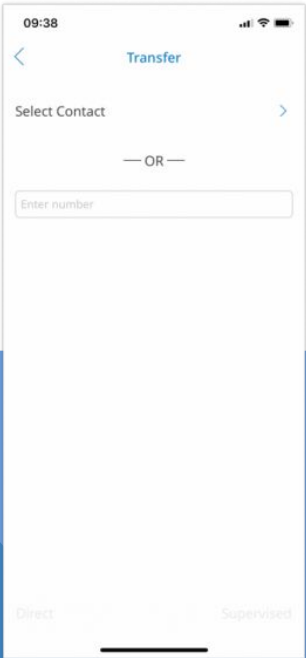 09:38
Transfer
Select Contact
— OR —
Enter number
Direct Supervised